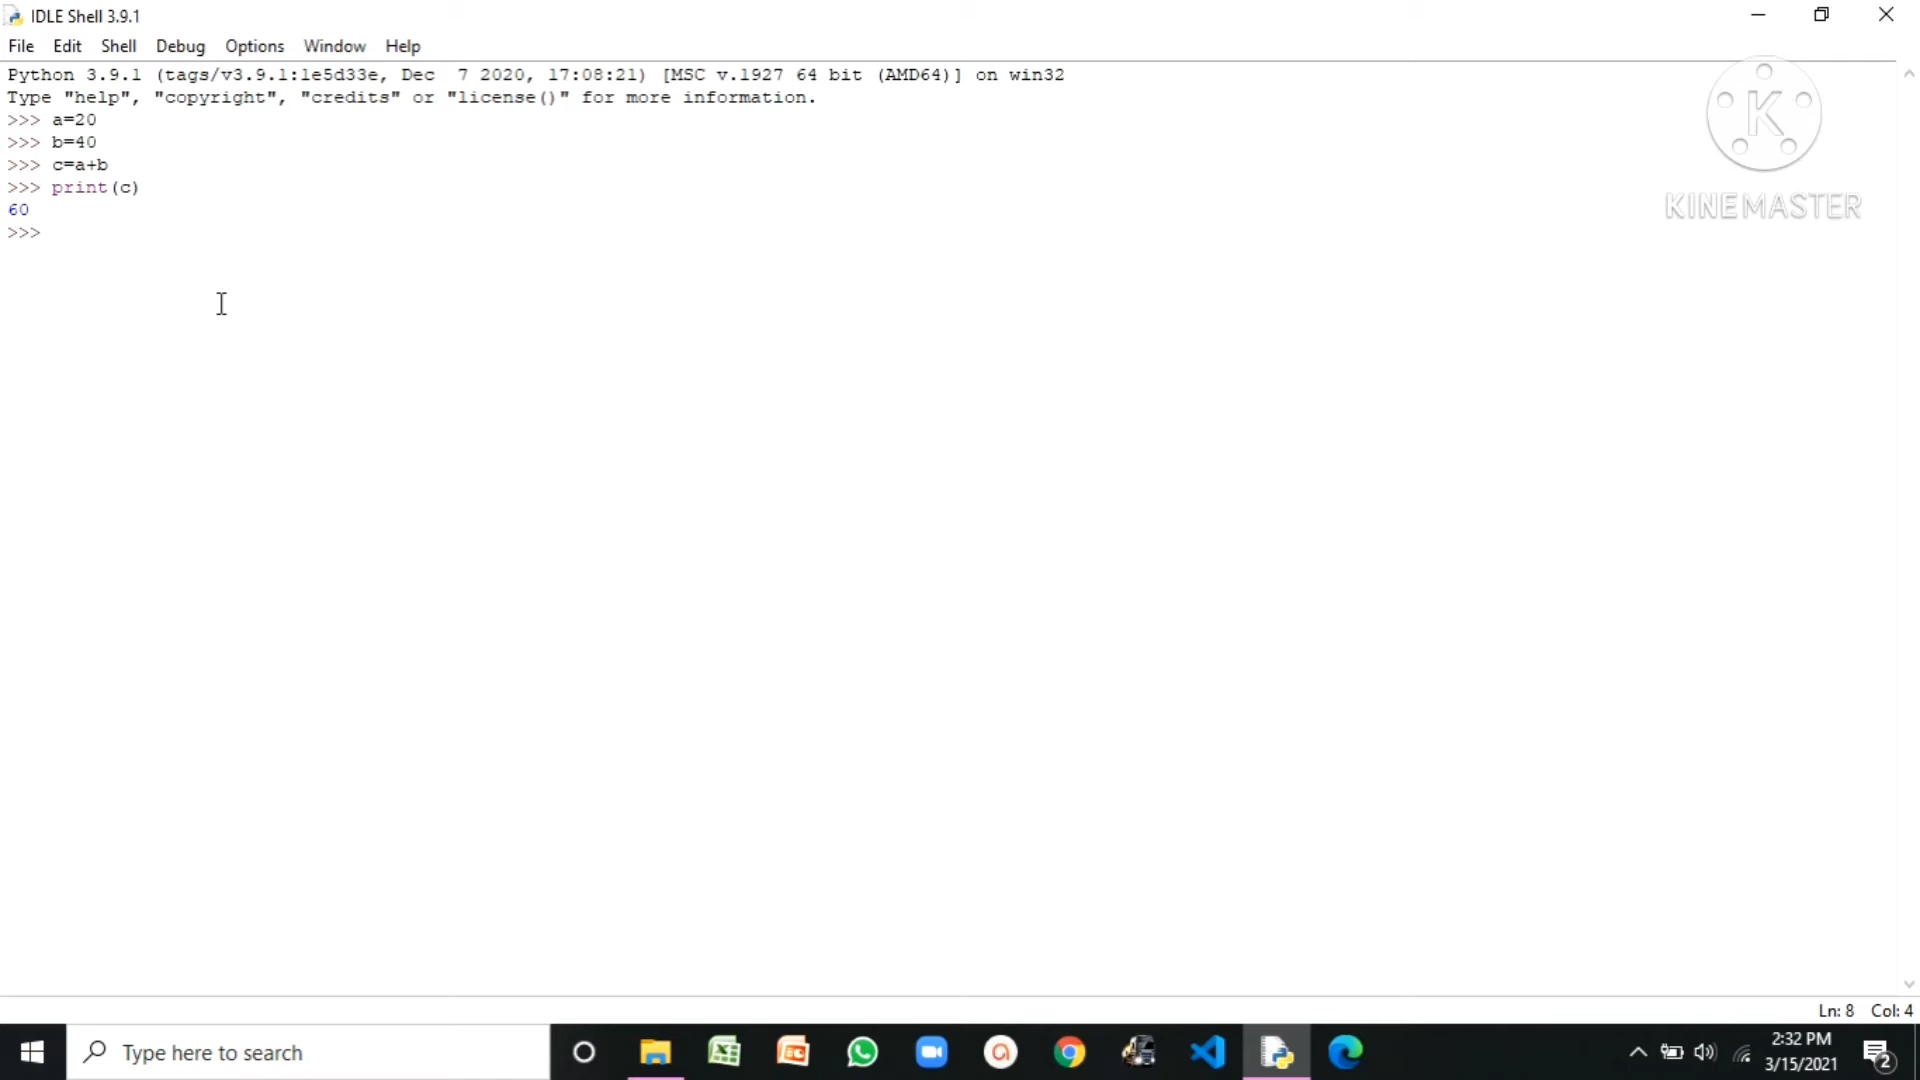 IDLE Shell 3.9.1
File Edit Shell Debug Options Window Help
Python 3.9.1 (tags/v3.9.1:1e5d33e, Dec  7 2020, 17:08:21) [MSC v.1927 64 bit (AMD64)] on win32
Type "help", "copyright", "credits" or "license()" for more information.
>>> a=20
>>> b=40
>>> c=a+b
>>> print(c)
60
>>>
K
KINEMASTER
Ln: 8 Col: 4
Type here to search
2:32 PM
3/15/2021
2